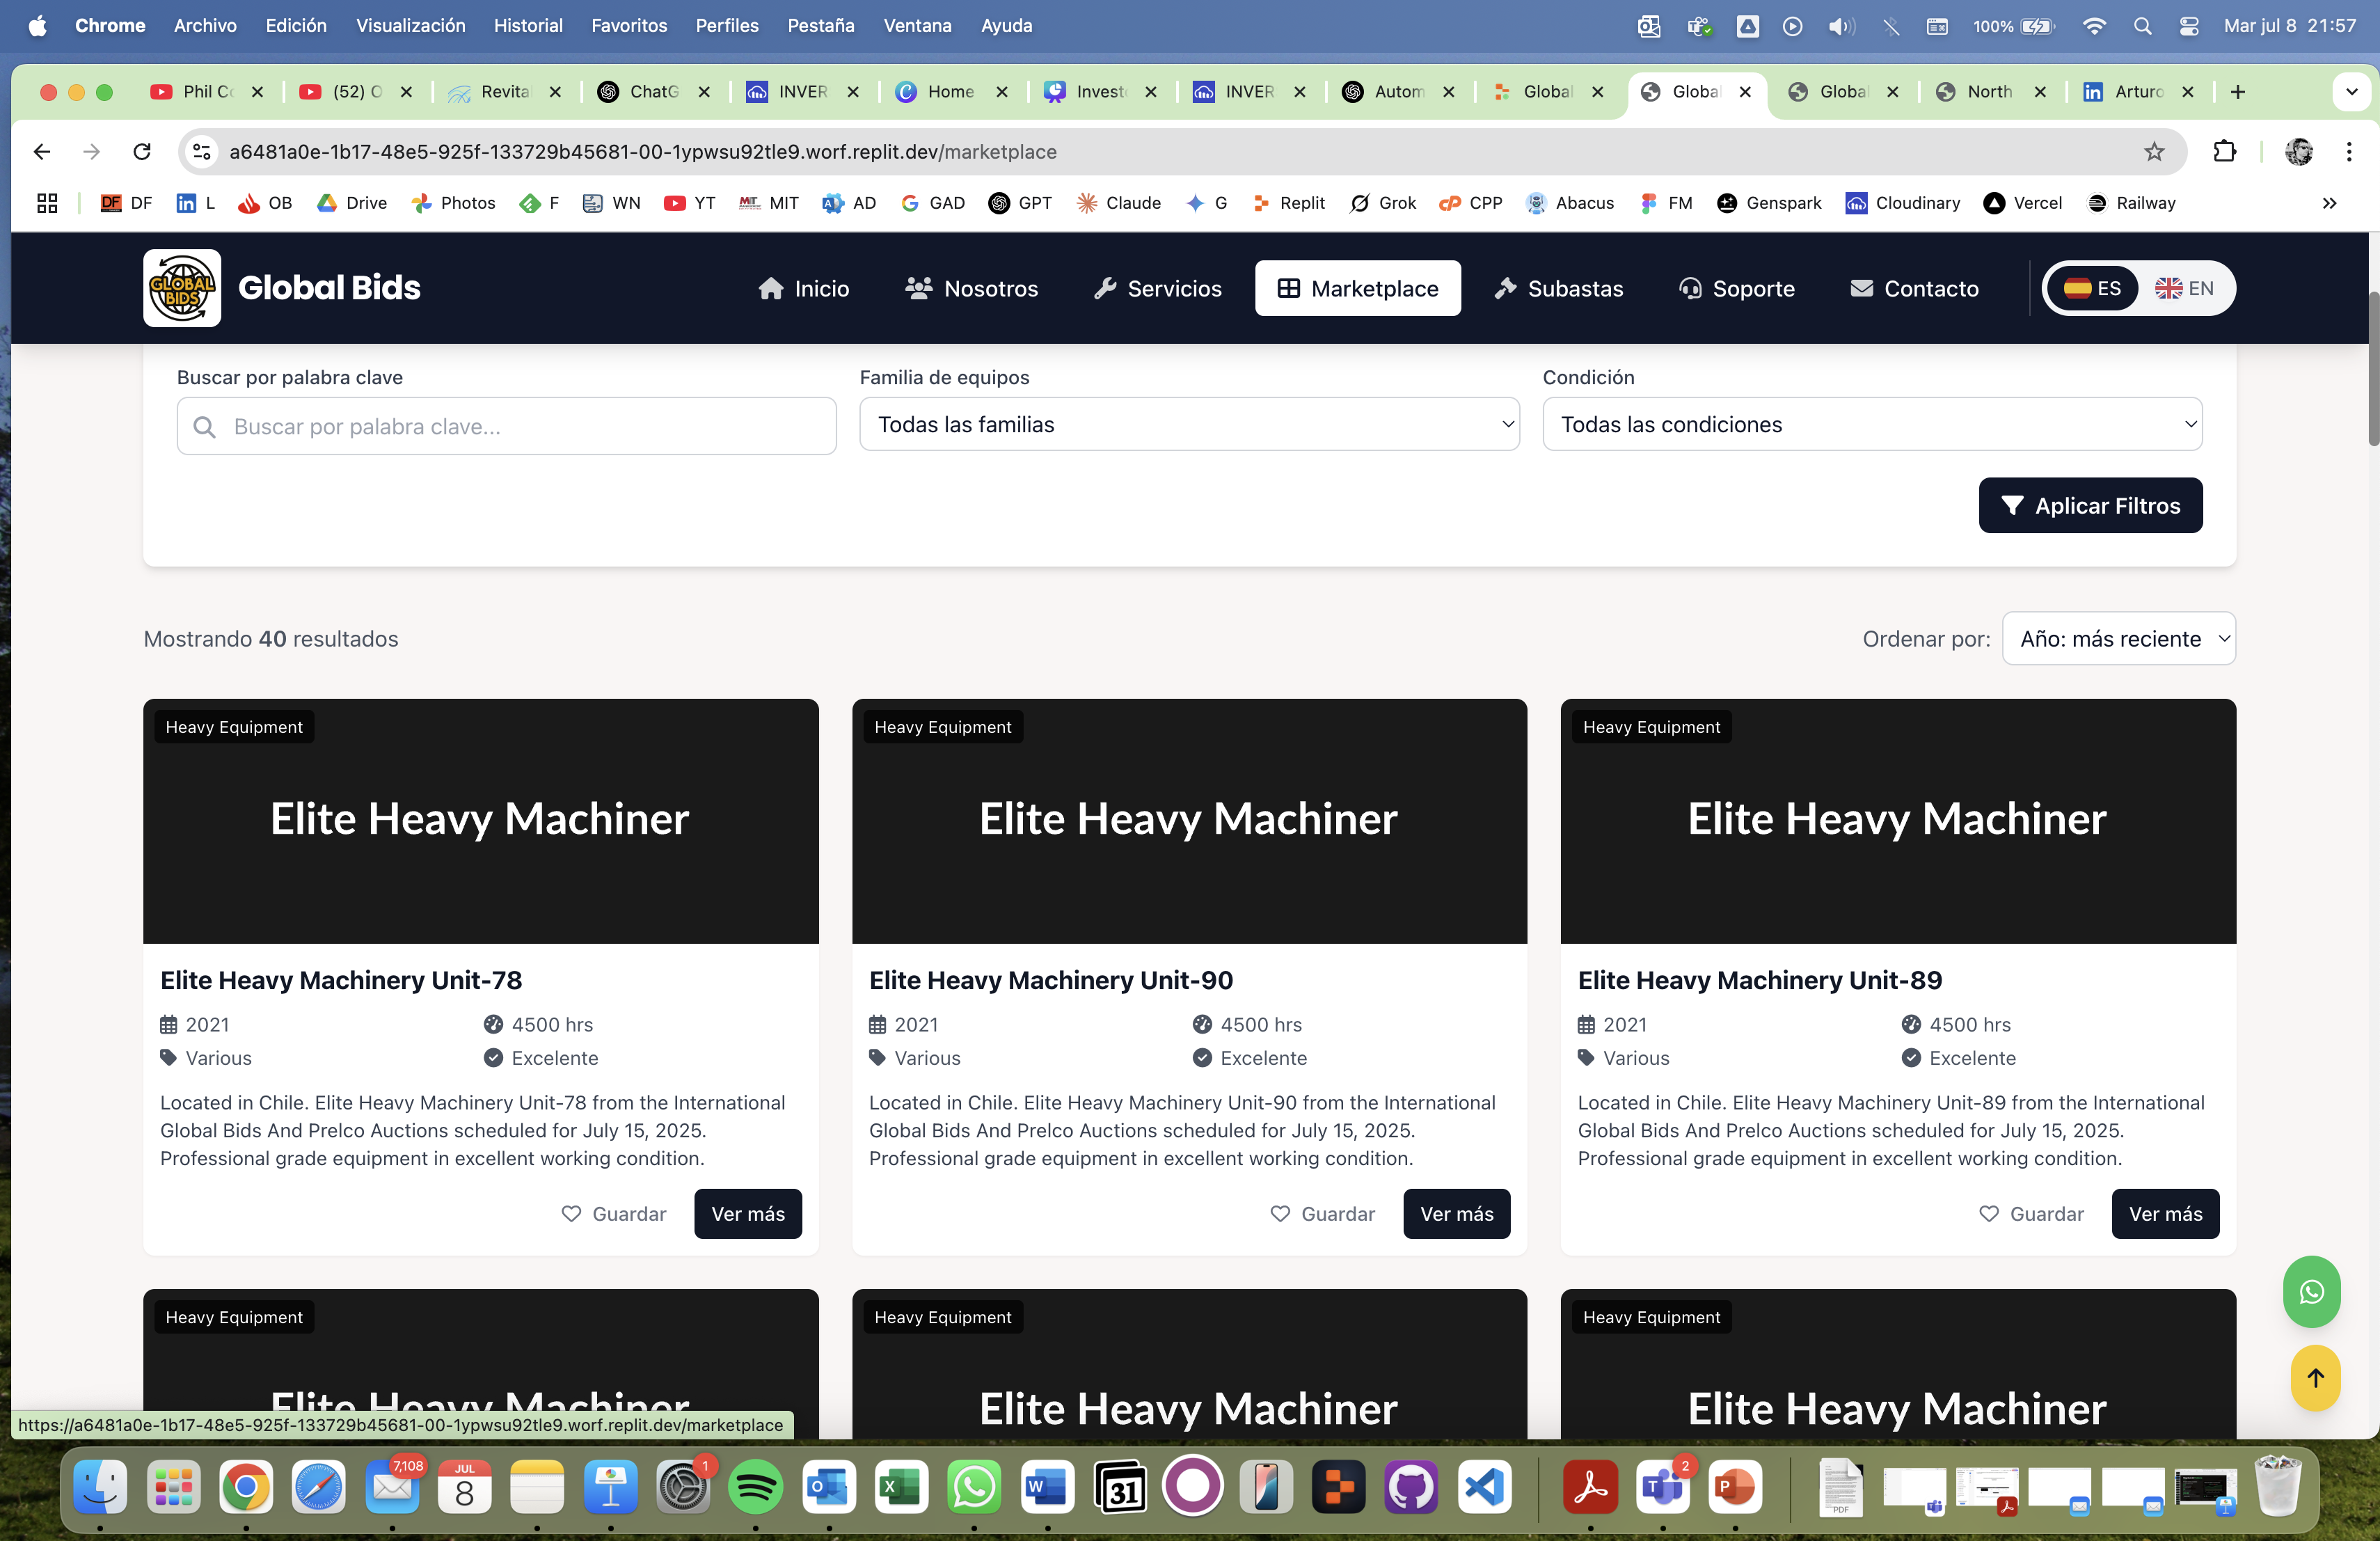 Chrome Archivo Edición Visualización Historial Favoritos Perfiles Pestaña Ventana Ayuda 100% Mar jul 8 21:57
Phil Co (52) O Revital ChatG INVER Home Invest INVER Autom Global Global Global North Arturo
a6481a0e-1b17-48e5-925f-133729b45681-00-1ypwsu92tle9.worf.replit.dev/marketplace
DF L OB Drive Photos F WN YT MIT AD GAD GPT Claude G Replit Grok CPP Abacus FM Genspark Cloudinary Vercel Railway
GLOBAL BIDS Global Bids Inicio Nosotros Servicios Marketplace Subastas Soporte Contacto ES EN
Buscar por palabra clave Familia de equipos Condición
Buscar por palabra clave... Todas las familias Todas las condiciones
Aplicar Filtros
Mostrando 40 resultados Ordenar por: Año: más reciente
Heavy Equipment Heavy Equipment Heavy Equipment
Elite Heavy Machiner Elite Heavy Machiner Elite Heavy Machiner
Elite Heavy Machinery Unit-78
2021 4500 hrs
Various Excelente
Located in Chile. Elite Heavy Machinery Unit-78 from the International
Global Bids And Prelco Auctions scheduled for July 15, 2025.
Professional grade equipment in excellent working condition.
Guardar Ver más
Elite Heavy Machinery Unit-90
2021 4500 hrs
Various Excelente
Located in Chile. Elite Heavy Machinery Unit-90 from the International
Global Bids And Prelco Auctions scheduled for July 15, 2025.
Professional grade equipment in excellent working condition.
Guardar Ver más
Elite Heavy Machinery Unit-89
2021 4500 hrs
Various Excelente
Located in Chile. Elite Heavy Machinery Unit-89 from the International
Global Bids And Prelco Auctions scheduled for July 15, 2025.
Professional grade equipment in excellent working condition.
Guardar Ver más
Heavy Equipment Heavy Equipment Heavy Equipment
Elite Heavy Machiner Elite Heavy Machiner Elite Heavy Machiner
https://a6481a0e-1b17-48e5-925f-133729b45681-00-1ypwsu92tle9.worf.replit.dev/marketplace
7,108 JUL 8 1 31 2 PDF